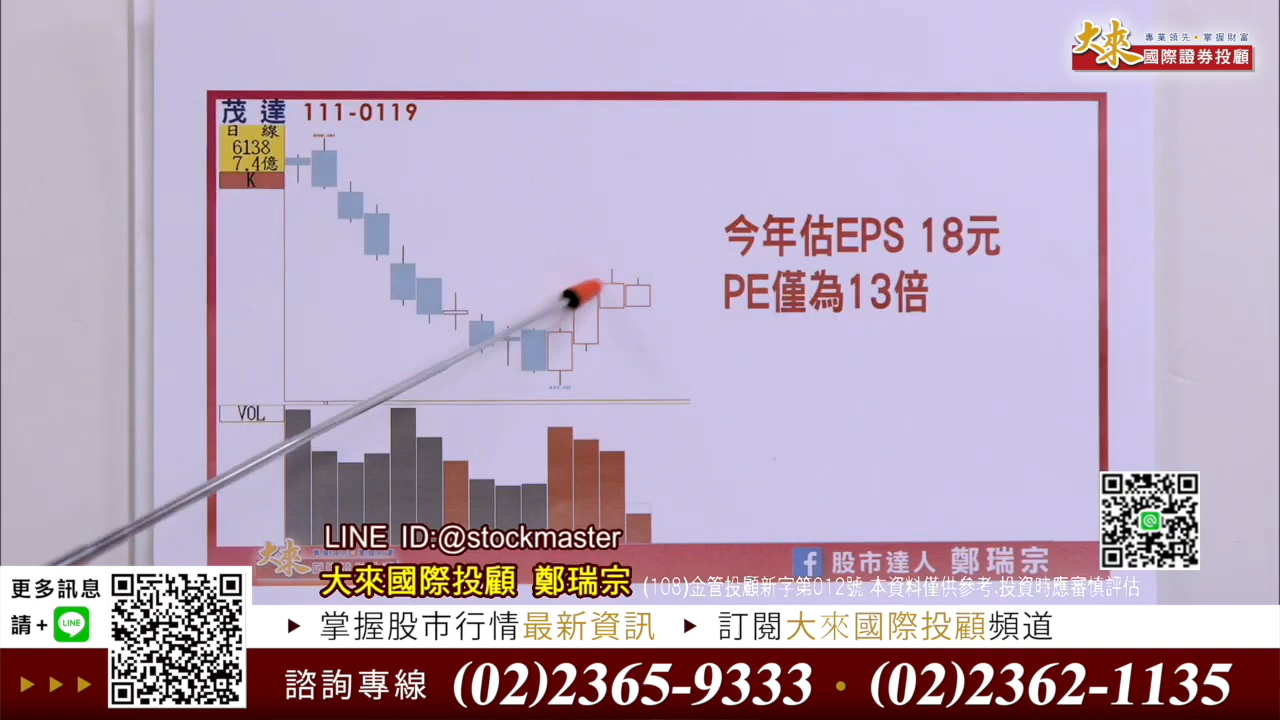 大來
專業領先•掌握財富
國際證券投顧
茂達 111-0119
日 線
6138
7.4億
K
今年估EPS 18元
PE僅為13倍
VOL
LINE ID:@stockmaster
大來
股市達人 鄭瑞宗
大來國際投顧 鄭瑞宗 (108)金管投顧新字第012號 本資料僅供參考.投資時應審慎評估
更多訊息
請+
LINE
掌握股市行情最新資訊 訂閱大來國際投顧頻道
諮詢專線 (02)2365-9333 • (02)2362-1135